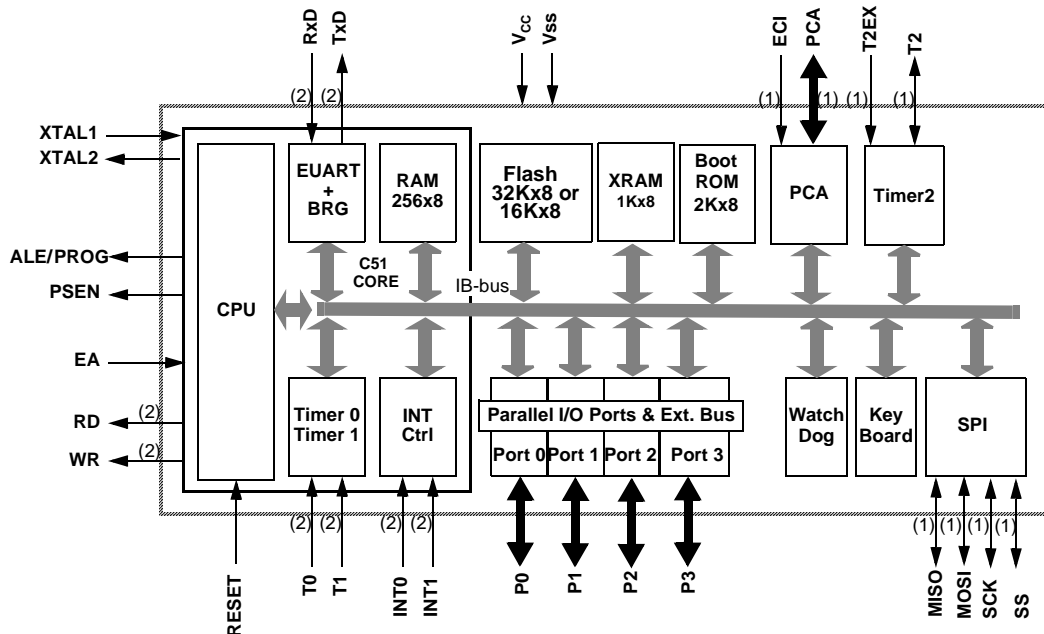 RxD
TxD
Vcc
Vss
ECI
PCA
T2EX
T2
(2)
(2)
(1)
(1)
(1)
(1)
XTAL1
XTAL2
ALE/PROG
PSEN
EA
RD
(2)
WR
(2)
CPU
EUART
+
BRG
RAM
256x8
C51
CORE
IB-bus
Flash
32Kx8 or
16Kx8
XRAM
1Kx8
Boot
ROM
2Kx8
PCA
Timer2
Timer 0
Timer 1
INT
Ctrl
Parallel I/O Ports & Ext. Bus
Port 0
Port 1
Port 2
Port 3
Watch
Dog
Key
Board
SPI
(2)
(2)
(2)
(2)
(1)
(1)
(1)
(1)
RESET
T0
T1
INT0
INT1
P0
P1
P2
P3
MISO
MOSI
SCK
SS